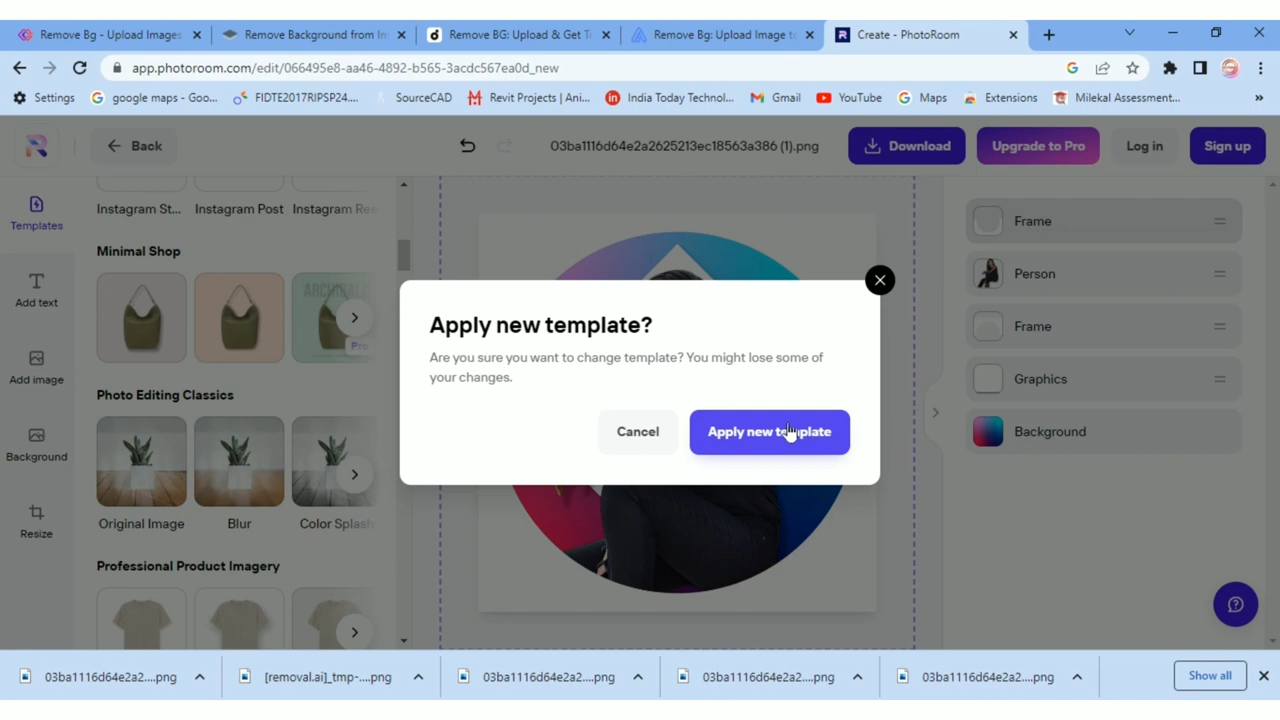 Remove Bg - Upload Images
Remove Background from Im
Remove BG: Upload & Get Tr
Remove Bg: Upload Image to
Create - PhotoRoom
app.photoroom.com/edit/066495e8-aa46-4892-b565-3acdc567ea0d_new
Settings
google maps - Goo...
FIDTE2017RIPSP24....
SourceCAD
Revit Projects | Ani...
India Today Technol...
Gmail
YouTube
Maps
Extensions
Milekal Assessment...
»
Back
03ba1116d64e2a2625213ec18563a386 (1).png
Download
Upgrade to Pro
Log in
Sign up
Templates
Add text
Add image
Background
Resize
Instagram St...
Instagram Post
Instagram Ree
Minimal Shop
ARCHIVALC
Pro
Photo Editing Classics
Original Image
Blur
Color Splash
Professional Product Imagery
Apply new template?
Are you sure you want to change template? You might lose some of
your changes.
Cancel
Apply new template
Frame
Person
Frame
Graphics
Background
03ba1116d64e2a2....png
[removal.ai]_tmp-....png
03ba1116d64e2a2....png
03ba1116d64e2a2....png
03ba1116d64e2a2....png
Show all